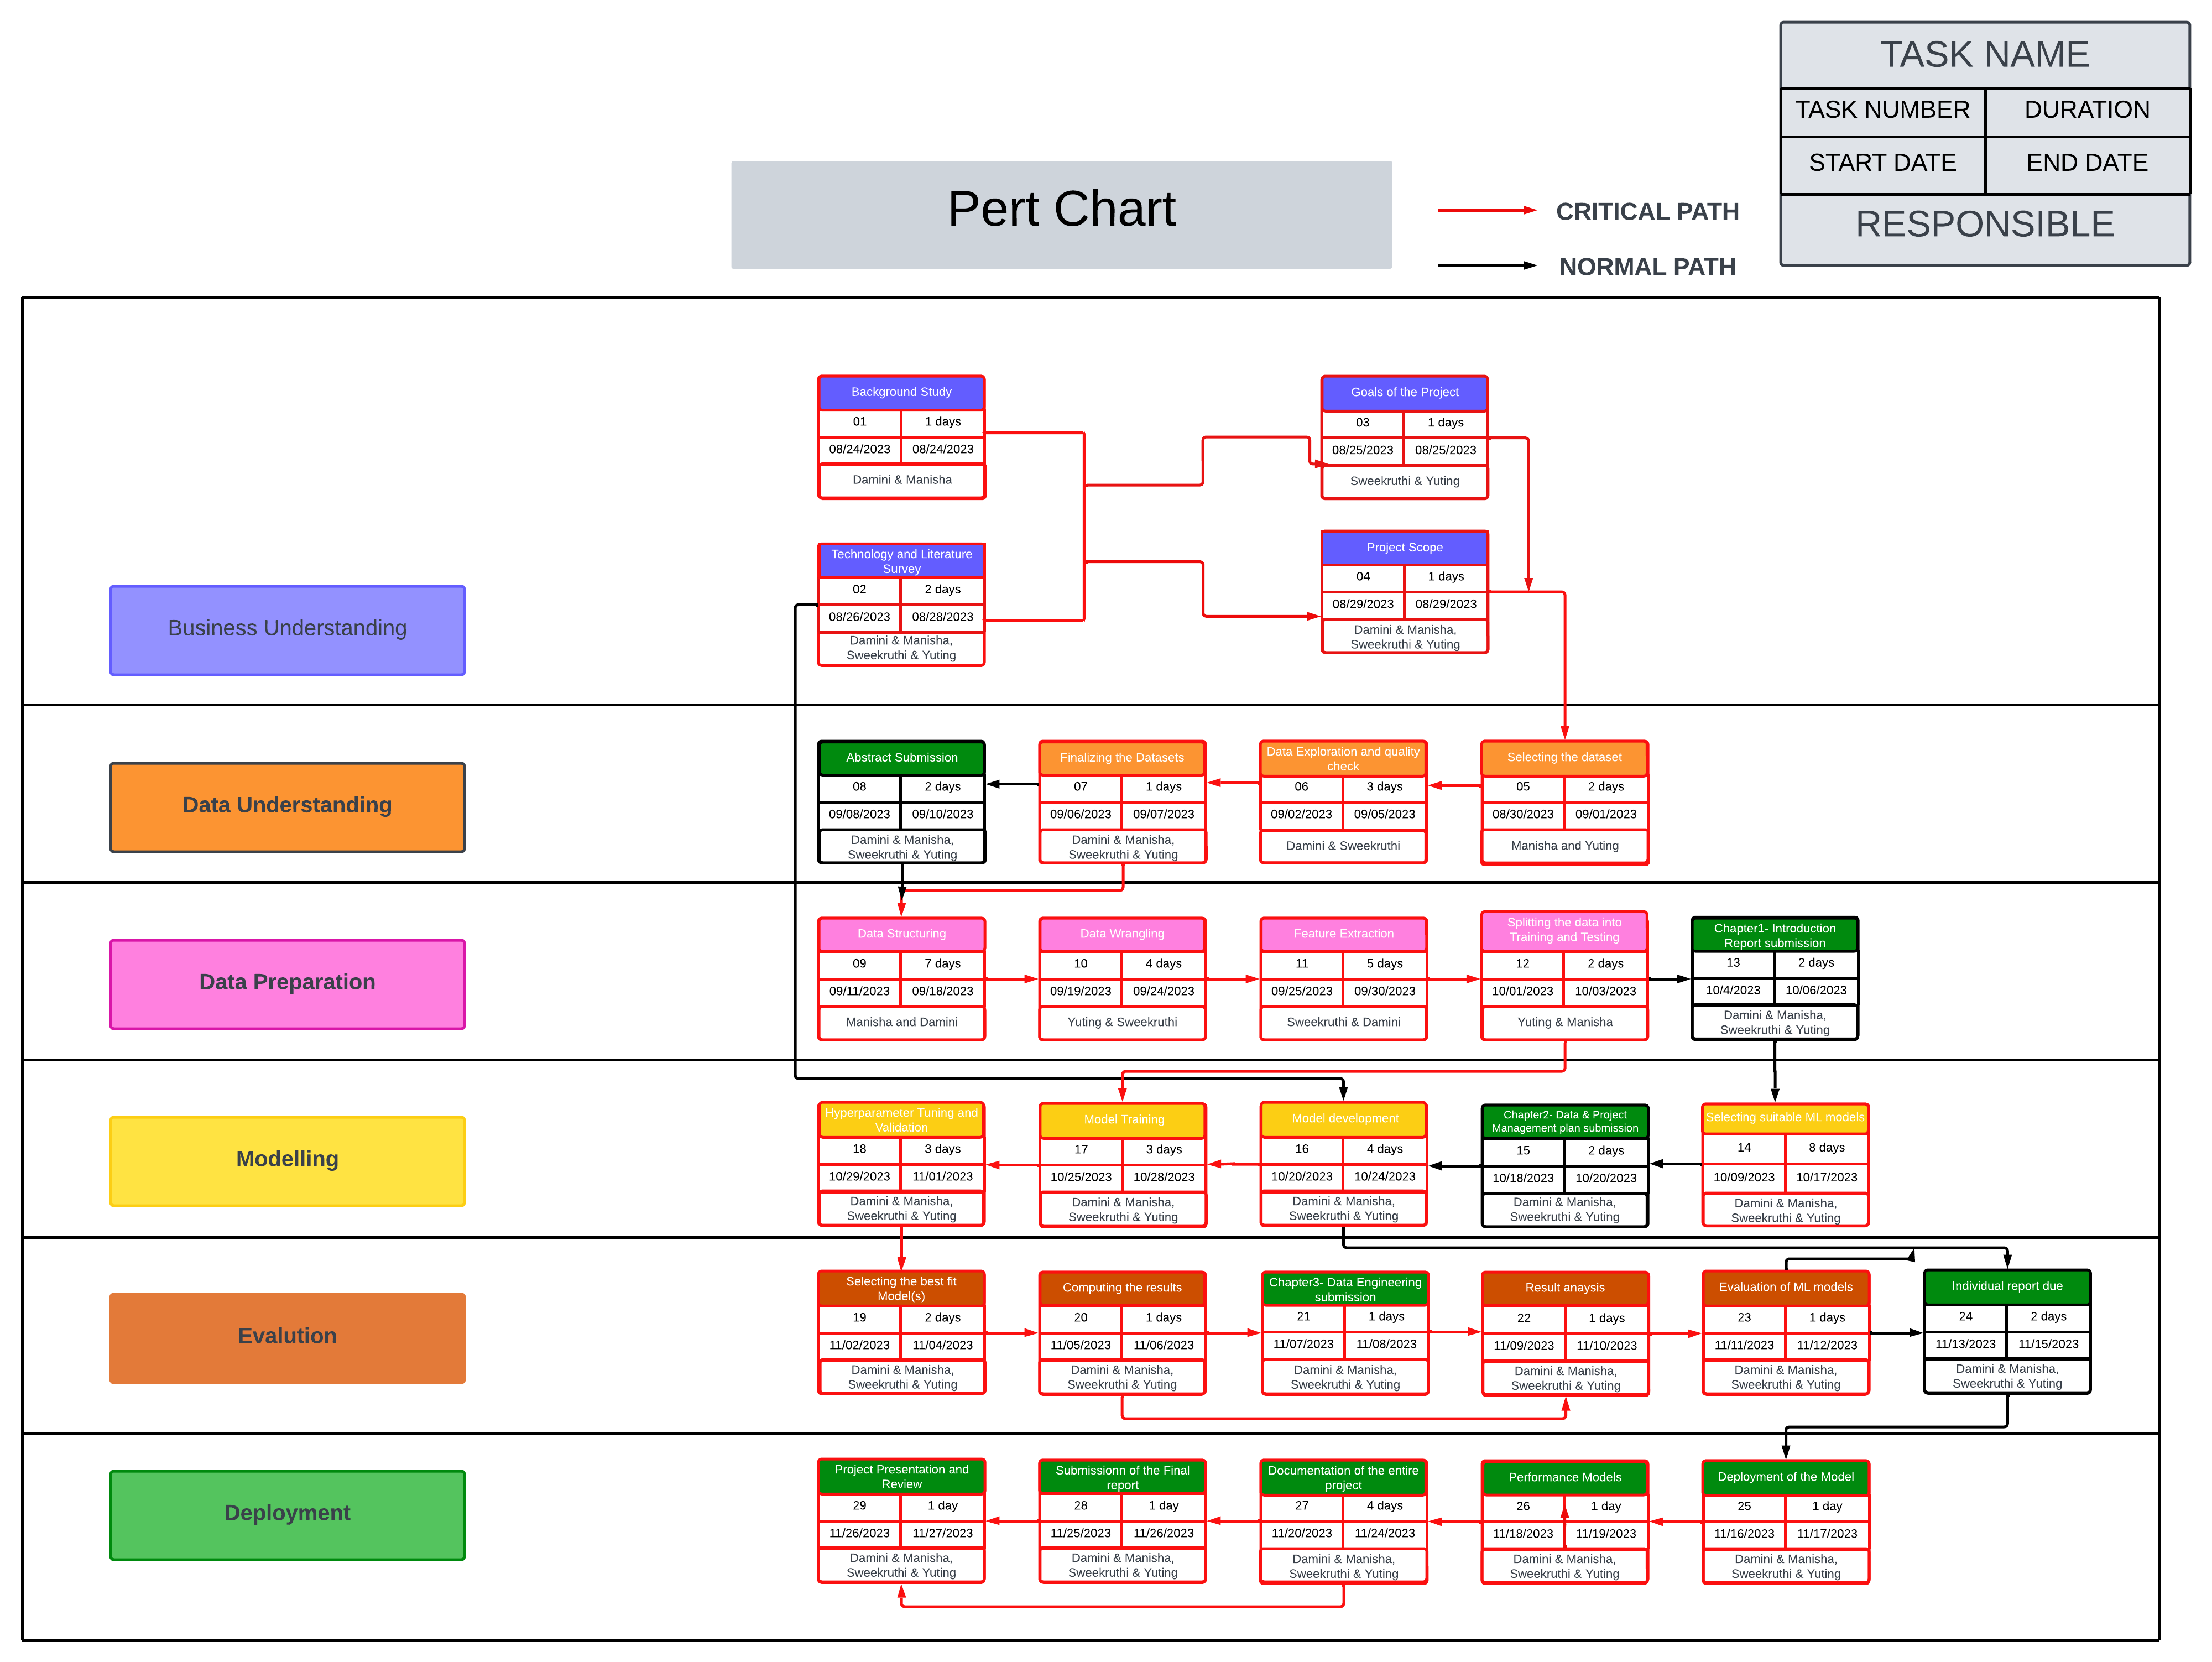 TASK NAME
TASK NUMBER DURATION
START DATE END DATE
RESPONSIBLE
Pert Chart
CRITICAL PATH
NORMAL PATH
Business Understanding
Background Study
01 1 days
08/24/2023 08/24/2023
Damini & Manisha
Goals of the Project
03 1 days
08/25/2023 08/25/2023
Sweekruthi & Yuting
Technology and Literature
Survey
02 2 days
08/26/2023 08/28/2023
Damini & Manisha,
Sweekruthi & Yuting
Project Scope
04 1 days
08/29/2023 08/29/2023
Damini & Manisha,
Sweekruthi & Yuting
Data Understanding
Abstract Submission
08 2 days
09/08/2023 09/10/2023
Damini & Manisha,
Sweekruthi & Yuting
Finalizing the Datasets
07 1 days
09/06/2023 09/07/2023
Damini & Manisha,
Sweekruthi & Yuting
Data Exploration and quality
check
06 3 days
09/02/2023 09/05/2023
Damini & Sweekruthi
Selecting the dataset
05 2 days
08/30/2023 09/01/2023
Manisha and Yuting
Data Preparation
Data Structuring
09 7 days
09/11/2023 09/18/2023
Manisha and Damini
Data Wrangling
10 4 days
09/19/2023 09/24/2023
Yuting & Sweekruthi
Feature Extraction
11 5 days
09/25/2023 09/30/2023
Sweekruthi & Damini
Splitting the data into
Training and Testing
12 2 days
10/01/2023 10/03/2023
Yuting & Manisha
Chapter1- Introduction
Report submission
13 2 days
10/4/2023 10/06/2023
Damini & Manisha,
Sweekruthi & Yuting
Modelling
Hyperparameter Tuning and
Validation
18 3 days
10/29/2023 11/01/2023
Damini & Manisha,
Sweekruthi & Yuting
Model Training
17 3 days
10/25/2023 10/28/2023
Damini & Manisha,
Sweekruthi & Yuting
Model development
16 4 days
10/20/2023 10/24/2023
Damini & Manisha,
Sweekruthi & Yuting
Chapter2- Data & Project
Management plan submission
15 2 days
10/18/2023 10/20/2023
Damini & Manisha,
Sweekruthi & Yuting
Selecting suitable ML models
14 8 days
10/09/2023 10/17/2023
Damini & Manisha,
Sweekruthi & Yuting
Evalution
Selecting the best fit
Model(s)
19 2 days
11/02/2023 11/04/2023
Damini & Manisha,
Sweekruthi & Yuting
Computing the results
20 1 days
11/05/2023 11/06/2023
Damini & Manisha,
Sweekruthi & Yuting
Chapter3- Data Engineering
submission
21 1 days
11/07/2023 11/08/2023
Damini & Manisha,
Sweekruthi & Yuting
Result anaysis
22 1 days
11/09/2023 11/10/2023
Damini & Manisha,
Sweekruthi & Yuting
Evaluation of ML models
23 1 days
11/11/2023 11/12/2023
Damini & Manisha,
Sweekruthi & Yuting
Individual report due
24 2 days
11/13/2023 11/15/2023
Damini & Manisha,
Sweekruthi & Yuting
Deployment
Project Presentation and
Review
29 1 day
11/26/2023 11/27/2023
Damini & Manisha,
Sweekruthi & Yuting
Submissionn of the Final
report
28 1 day
11/25/2023 11/26/2023
Damini & Manisha,
Sweekruthi & Yuting
Documentation of the entire
project
27 4 days
11/20/2023 11/24/2023
Damini & Manisha,
Sweekruthi & Yuting
Performance Models
26 1 day
11/18/2023 11/19/2023
Damini & Manisha,
Sweekruthi & Yuting
Deployment of the Model
25 1 day
11/16/2023 11/17/2023
Damini & Manisha,
Sweekruthi & Yuting